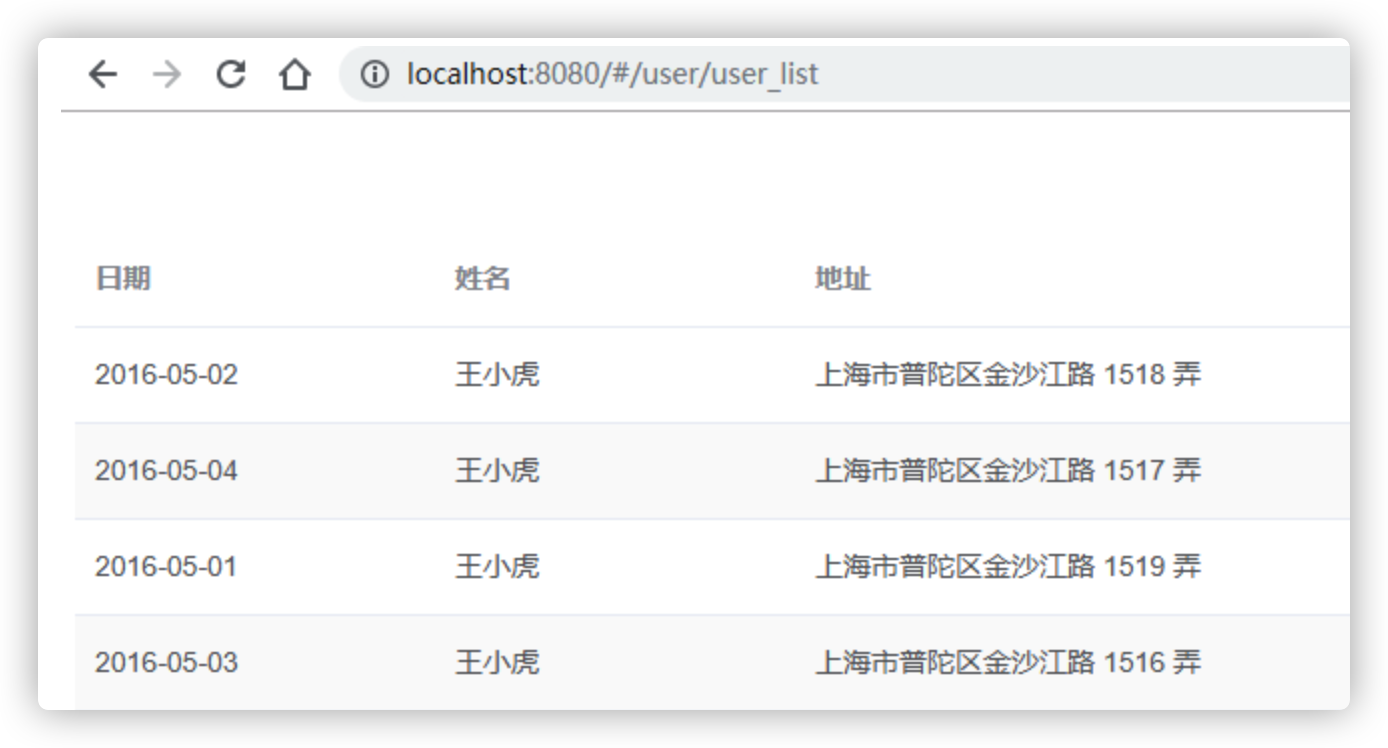 localhost:8080/#/user/user_list
日期 姓名 地址
2016-05-02 王小虎 上海市普陀区金沙江路 1518 弄
2016-05-04 王小虎 上海市普陀区金沙江路 1517 弄
2016-05-01 王小虎 上海市普陀区金沙江路 1519 弄
2016-05-03 王小虎 上海市普陀区金沙江路 1516 弄